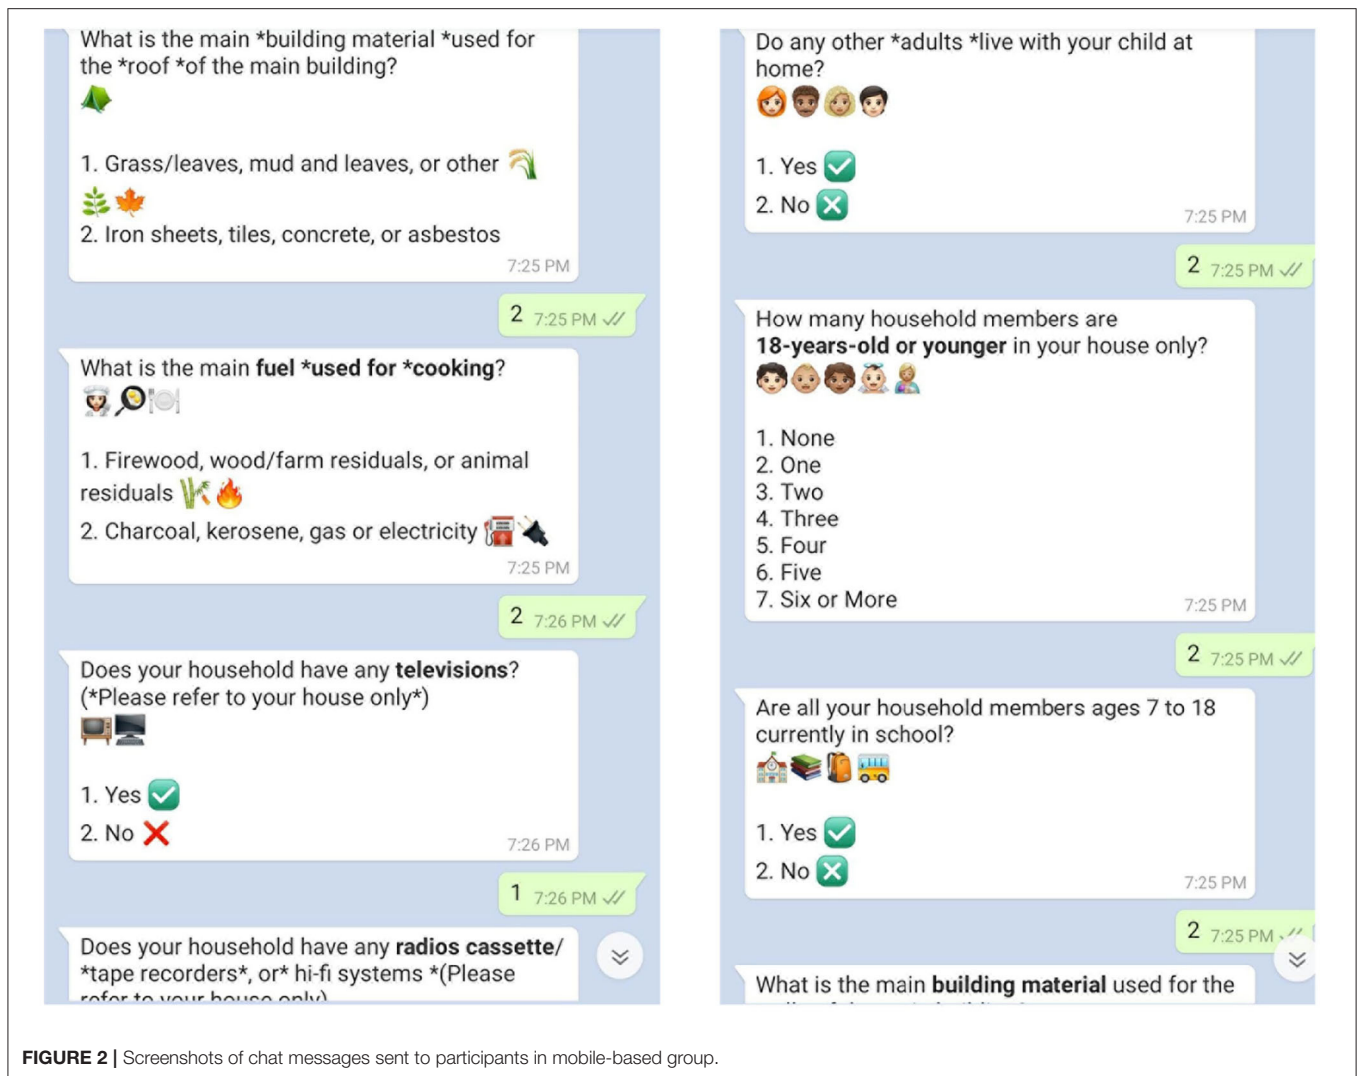 What is the main *building material *used for
the *roof *of the main building?
1. Grass/leaves, mud and leaves, or other
2. Iron sheets, tiles, concrete, or asbestos
7:25 PM
2 7:25 PM
What is the main fuel *used for *cooking?
1. Firewood, wood/farm residuals, or animal
residuals
2. Charcoal, kerosene, gas or electricity
7:25 PM
2 7:26 PM
Does your household have any televisions?
(*Please refer to your house only*)
1. Yes
2. No
7:26 PM
1 7:26 PM
Does your household have any radios cassette/
*tape recorders*, or* hi-fi systems *(Please
refer to your house only)
Do any other *adults *live with your child at
home?
1. Yes
2. No
7:25 PM
2 7:25 PM
How many household members are
18-years-old or younger in your house only?
1. None
2. One
3. Two
4. Three
5. Four
6. Five
7. Six or More
7:25 PM
2 7:25 PM
Are all your household members ages 7 to 18
currently in school?
1. Yes
2. No
7:25 PM
2 7:25 PM
What is the main building material used for the
FIGURE 2 | Screenshots of chat messages sent to participants in mobile-based group.